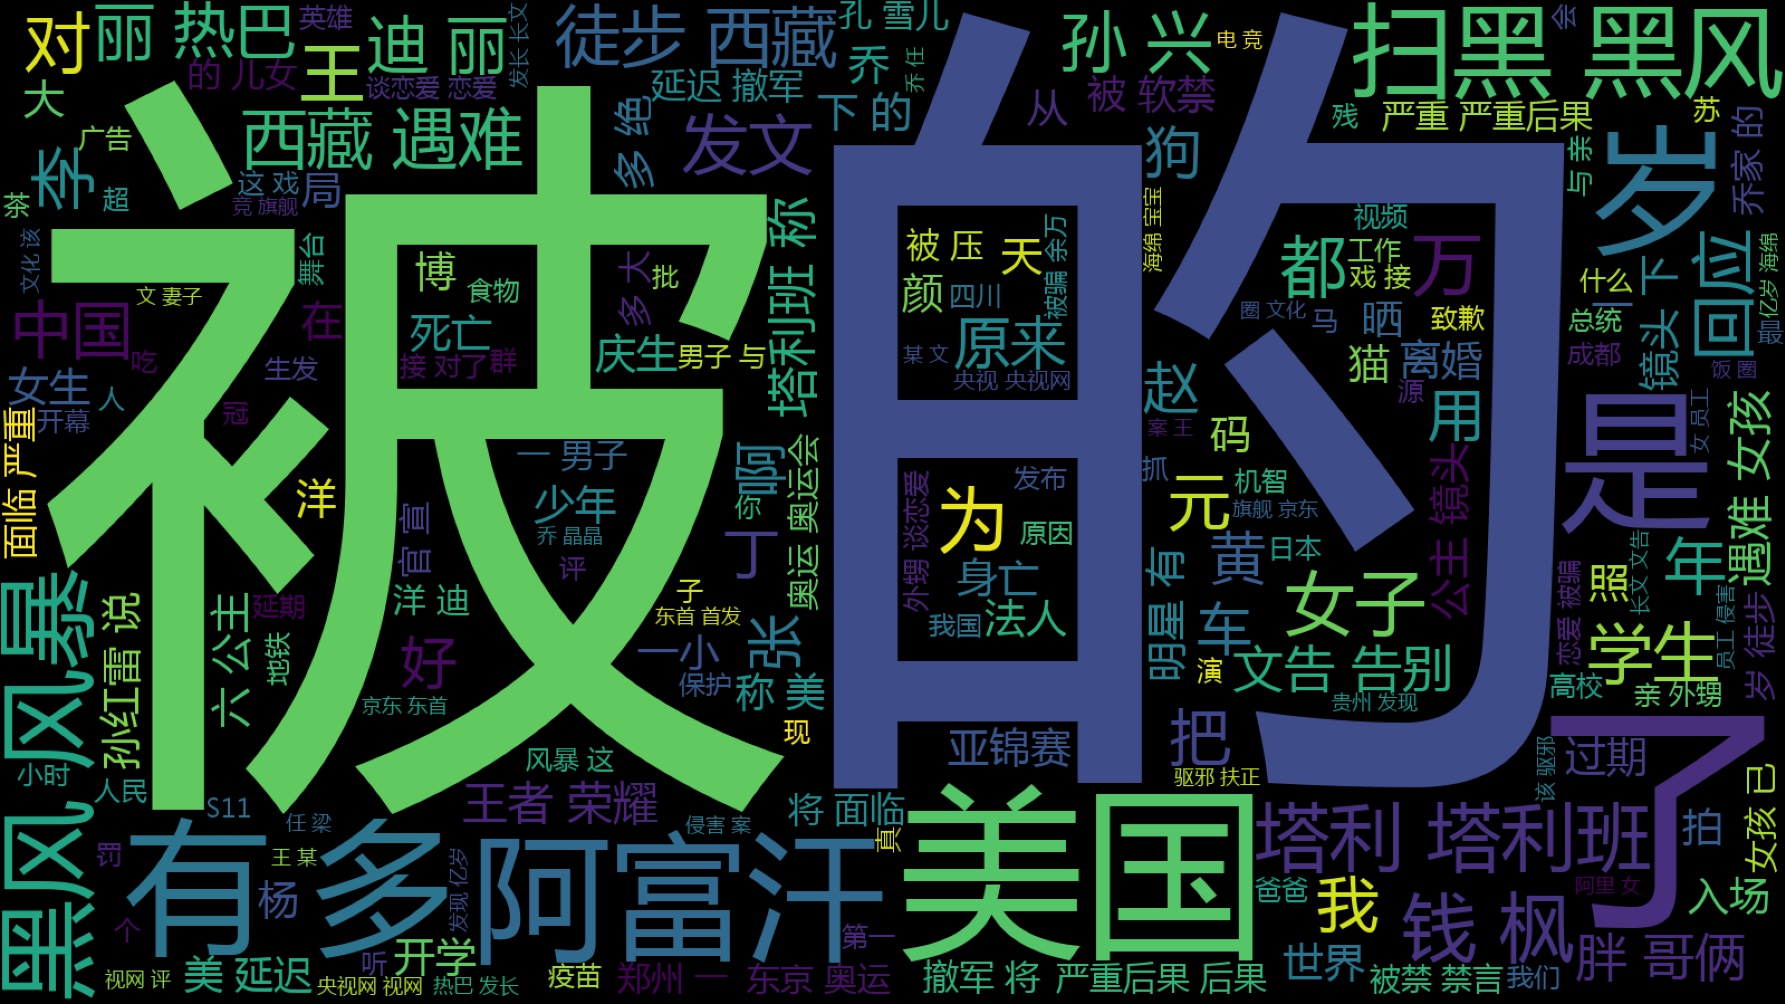 对
丽 热巴
英雄
王
迪 丽
发长 长文
徒步 西藏
孔 雪儿
孙 兴
电 竞
扫黑 黑风
会
的 儿女
谈恋爱 恋爱
延迟 撤军
乔
乔 任
被 软禁
从
大
西藏 遇难
多 绝
发文
下 的
狗
残
严重 严重后果
苏
岁
与 亲
乔家 的
广告
李
茶
超
这 戏
竞 旗舰
局
被
的
塔利班 称
海绵 宝宝
视频
文化 该
舞台
文 妻子
博
食物
多 大
批
被 压
天
被骗 余万
颜
四川
都
工作
戏 接
万
什么
一 下
回应
海绵
亿岁
中国
在
吃
死亡
接 对了
群
庆生
男子 与
原来
某 文
央视 央视网
圈 文化
马
晒
致歉
总统
成都
镜头
最
饭 圈
女生
生发
人
开幕
冠
赵
猫
离婚
源
用
是
女 员工
女孩
遇难
面临 严重
洋
一 男子
少年
乔 晶晶
官宣
评
啊
你
奥运 奥运会
外甥 谈恋爱
为
发布
原因
案 王
抓
码
元
机智
旗舰 京东
公主 镜头
黑风 风暴
孙红雷 说
六 公主
延期
地铁
洋 迪
好
京东 东首
丁
子
东首 首发
一小
保护
张
称 美
现
身亡
我国
法人
明星 有
黄
日本
女子
车
演
文告 告别
贵州 发现
年
照
长文 文告
恋爱 被骗
学生
员工 侵害
岁 徒步
高校
亲 外甥
小时
人民
S11
风暴 这
王者 荣耀
将 面临
亚锦赛
把
驱邪 扶正
该 驱邪
过期
了
罚
任 梁
王 某
侵害 案
真
黑风
有
多
阿富汗
美国
塔利 塔利班
拍
女孩 已
个
杨
发现 亿岁
爸爸
我
钱 枫
阿里 女
入场
美 延迟
听
开学
第一
世界
胖 哥俩
视网 评
央视网 视网
热巴 发长
疫苗
郑州 一
东京 奥运
撤军 将
严重后果 后果
被禁 禁言
我们